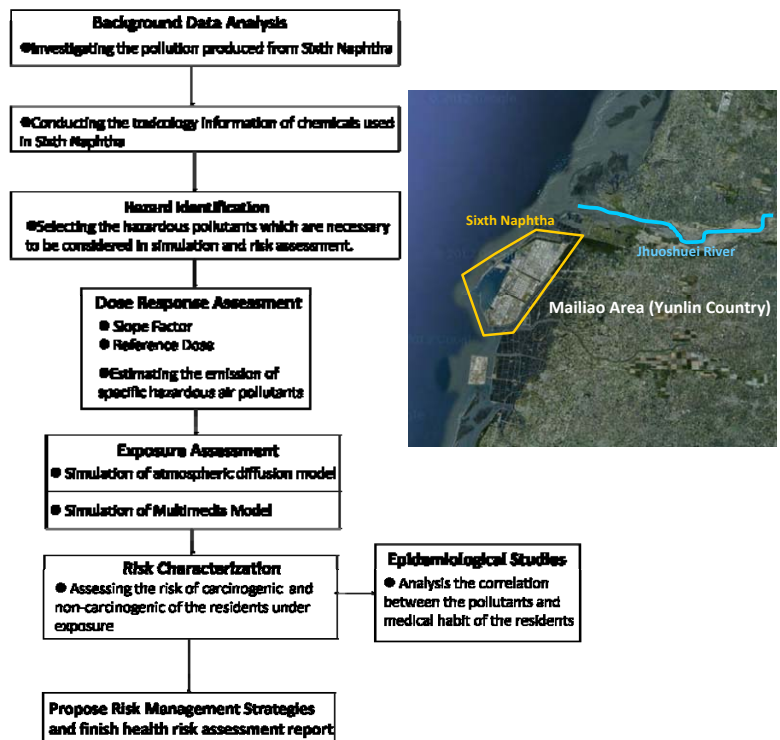 Background Data Analysis
●Investigating the pollution produced from Sixth Naphtha
●Conducting the toxicology information of chemicals used
in Sixth Naphtha
Hazard Identification
●Selecting the hazardous pollutants which are necessary
to be considered in simulation and risk assessment.
Dose Response Assessment
● Slope Factor
● Reference Dose
●Estimating the emission of
specific hazardous air pollutants
Exposure Assessment
● Simulation of atmospheric diffusion model
● Simulation of Multimedia Model
Risk Characterization
● Assessing the risk of carcinogenic and
non-carcinogenic of the residents under
exposure
Epidemiological Studies
● Analysis the correlation
between the pollutants and
medical habit of the residents
Propose Risk Management Strategies
and finish health risk assessment report
Sixth Naphtha
Jhuoshuei River
Mailiao Area (Yunlin Country)